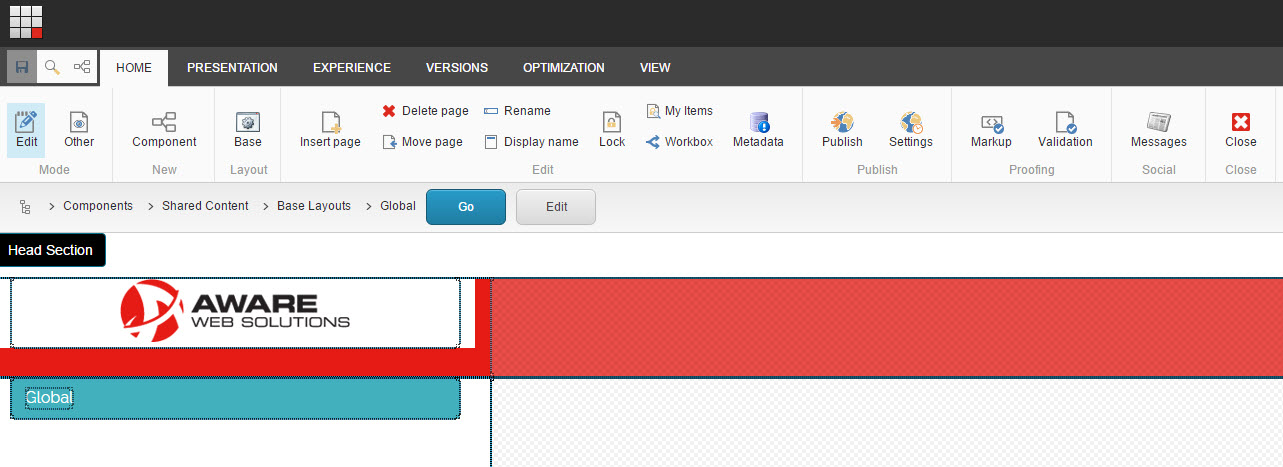 HOME PRESENTATION EXPERIENCE VERSIONS OPTIMIZATION VIEW
Delete page Rename My Items
Edit Other Component Base Insert page Move page Display name Lock Workbox Metadata Publish Settings Markup Validation Messages Close
Mode New Layout Edit Publish Proofing Social Close
Components Shared Content Base Layouts Global Go Edit
Head Section
AWARE
WEB SOLUTIONS
Global